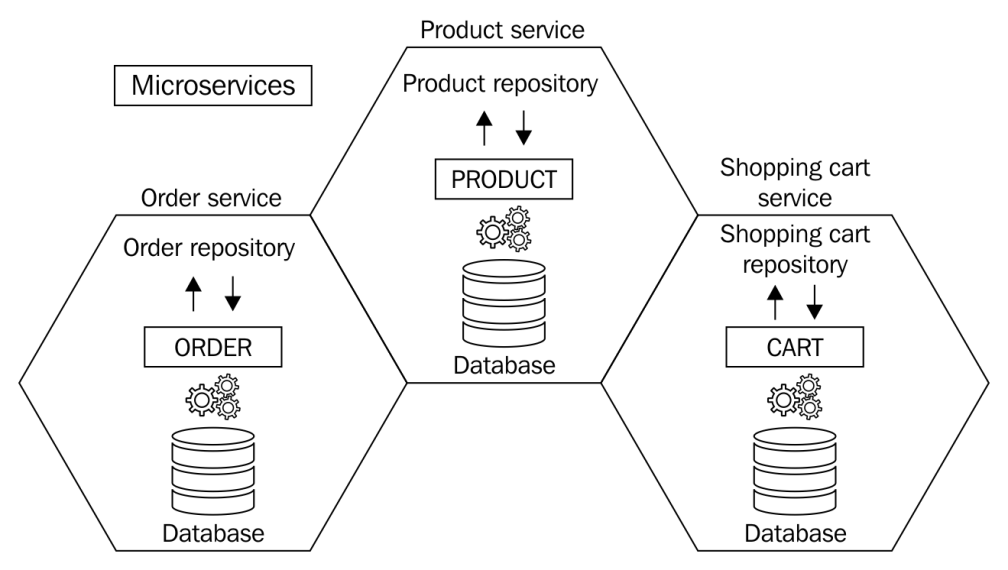 Product service
Microservices
Product repository
PRODUCT
Database
Order service
Order repository
ORDER
Database
Shopping cart
service
Shopping cart
repository
CART
Database